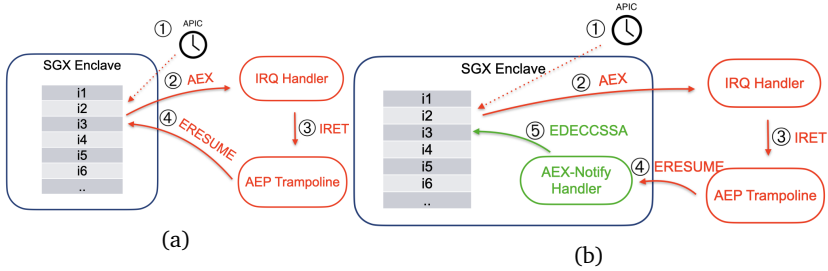 ① APIC
SGX Enclave
② AEX
IRQ Handler
i1
i2
i3
i4
i5
i6
..
④ ERESUME
③ IRET
AEP Trampoline
(a)
① APIC
SGX Enclave
② AEX
IRQ Handler
i1
i2
i3
i4
i5
i6
..
⑤ EDECCSSA
③ IRET
AEX-Notify
Handler
④ ERESUME
AEP Trampoline
(b)